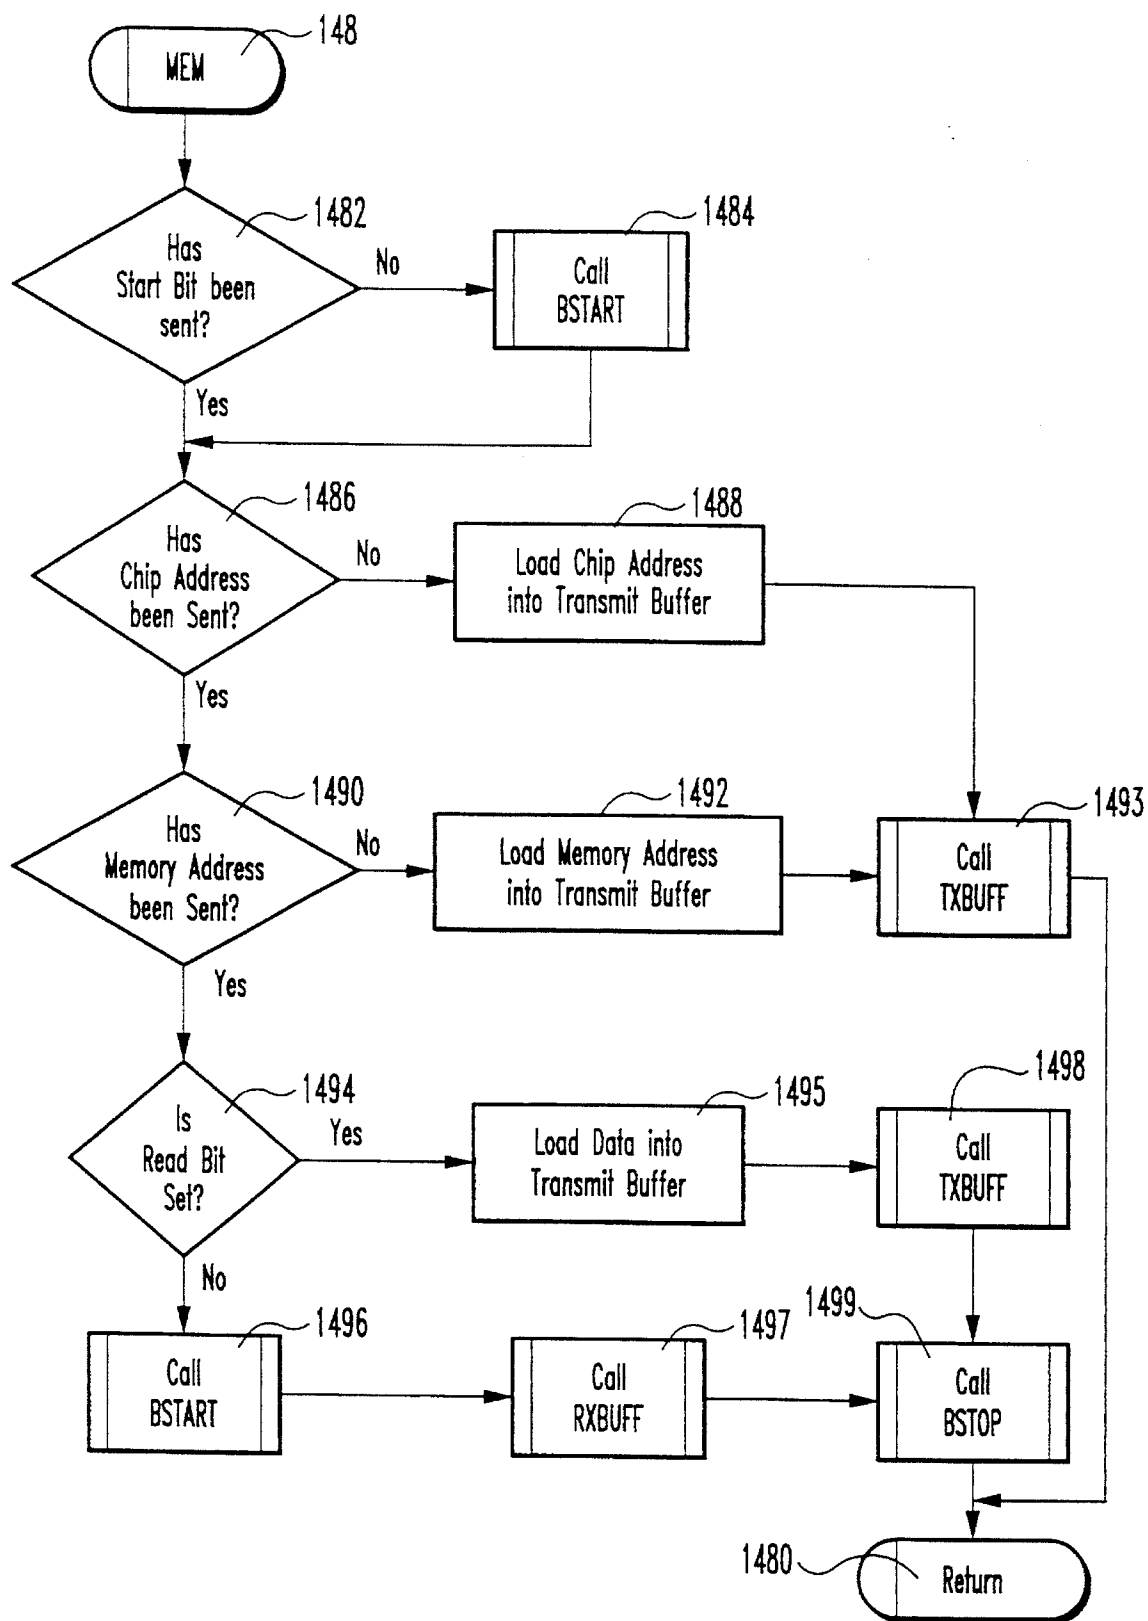 148
MEM
1482
Has
Start Bit been
sent?
No
1484
Call
BSTART
Yes
1486
Has
Chip Address
been Sent?
No
1488
Load Chip Address
into Transmit Buffer
Yes
1490
Has
Memory Address
been Sent?
No
1492
Load Memory Address
into Transmit Buffer
1493
Call
TXBUFF
Yes
1494
Is
Read Bit
Set?
Yes
1495
Load Data into
Transmit Buffer
1498
Call
TXBUFF
No
1496
Call
BSTART
1497
Call
RXBUFF
1499
Call
BSTOP
1480
Return